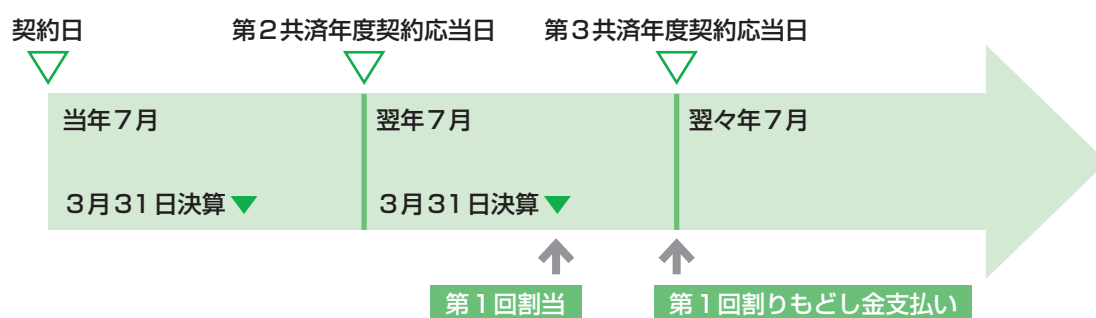 契約日
第2共済年度契約応当日
第3共済年度契約応当日
当年7月
翌年7月
翌々年7月
3月31日決算
3月31日決算
第1回割当
第1回割りもどし金支払い